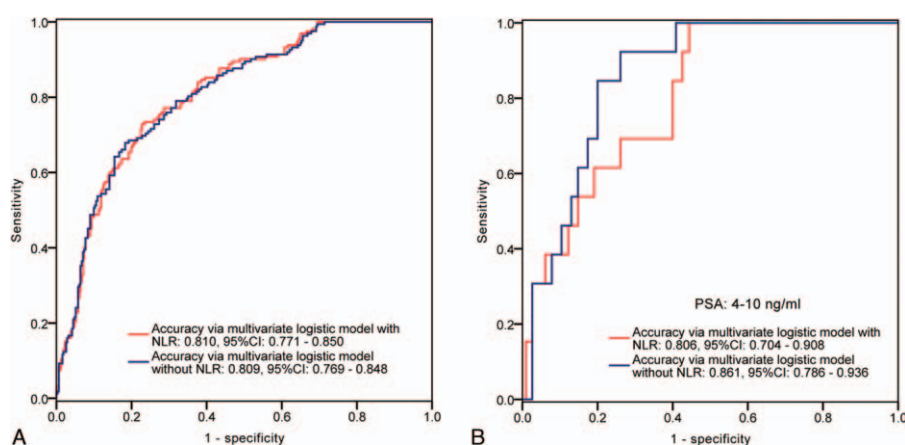 1.0
0.8
0.6
0.4
0.2
0.0
Sensitivity
Accuracy via multivariate logistic model with
NLR: 0.810, 95%CI: 0.771 - 0.850
Accuracy via multivariate logistic model
without NLR: 0.809, 95%CI: 0.769 - 0.848
0.0 0.2 0.4 0.6 0.8 1.0
1 - specificity
A
1.0
0.8
0.6
0.4
0.2
0.0
Sensitivity
PSA: 4-10 ng/ml
Accuracy via multivariate logistic model with
NLR: 0.806, 95%CI: 0.704 - 0.908
Accuracy via multivariate logistic model
without NLR: 0.861, 95%CI: 0.786 - 0.936
0.0 0.2 0.4 0.6 0.8 1.0
1 - specificity
B